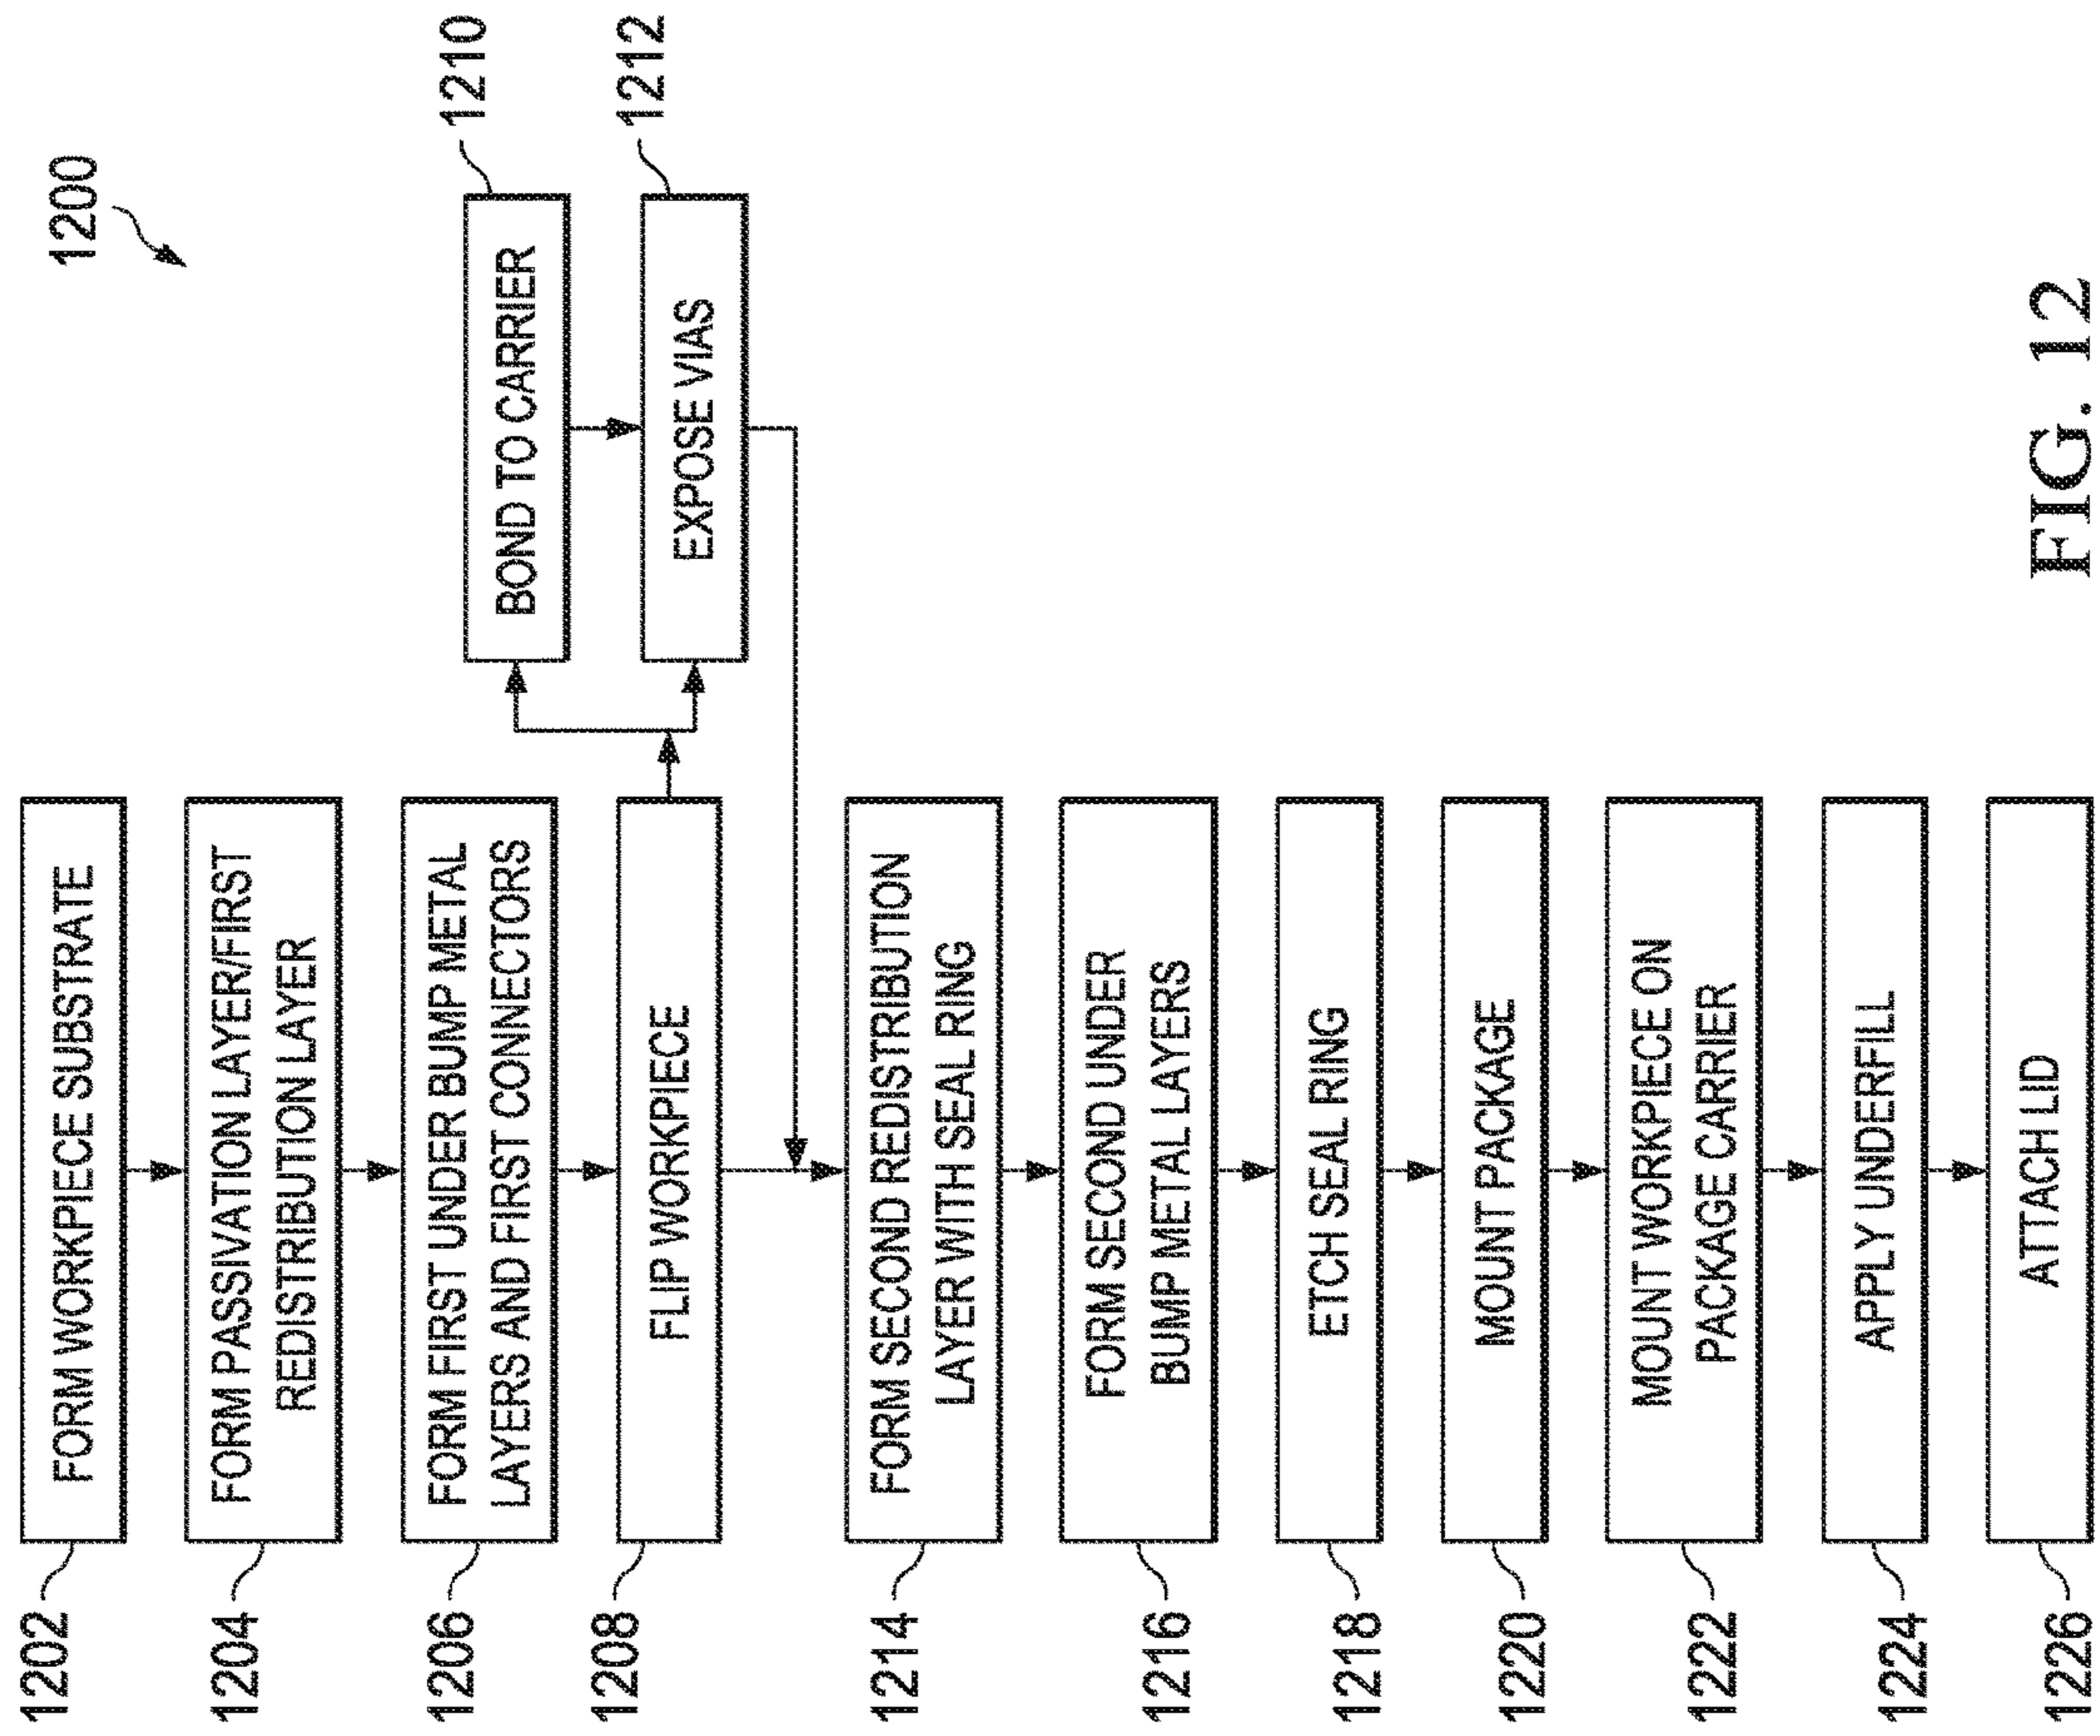 1200
1202
FORM WORKPIECE SUBSTRATE
1204
FORM PASSIVATION LAYER/FIRST
REDISTRIBUTION LAYER
1206
FORM FIRST UNDER BUMP METAL
LAYERS AND FIRST CONNECTORS
1208
FLIP WORKPIECE
1210
BOND TO CARRIER
1212
EXPOSE VIAS
1214
FORM SECOND REDISTRIBUTION
LAYER WITH SEAL RING
1216
FORM SECOND UNDER
BUMP METAL LAYERS
1218
ETCH SEAL RING
1220
MOUNT PACKAGE
1222
MOUNT WORKPIECE ON
PACKAGE CARRIER
1224
APPLY UNDERFILL
1226
ATTACH LID
FIG. 12